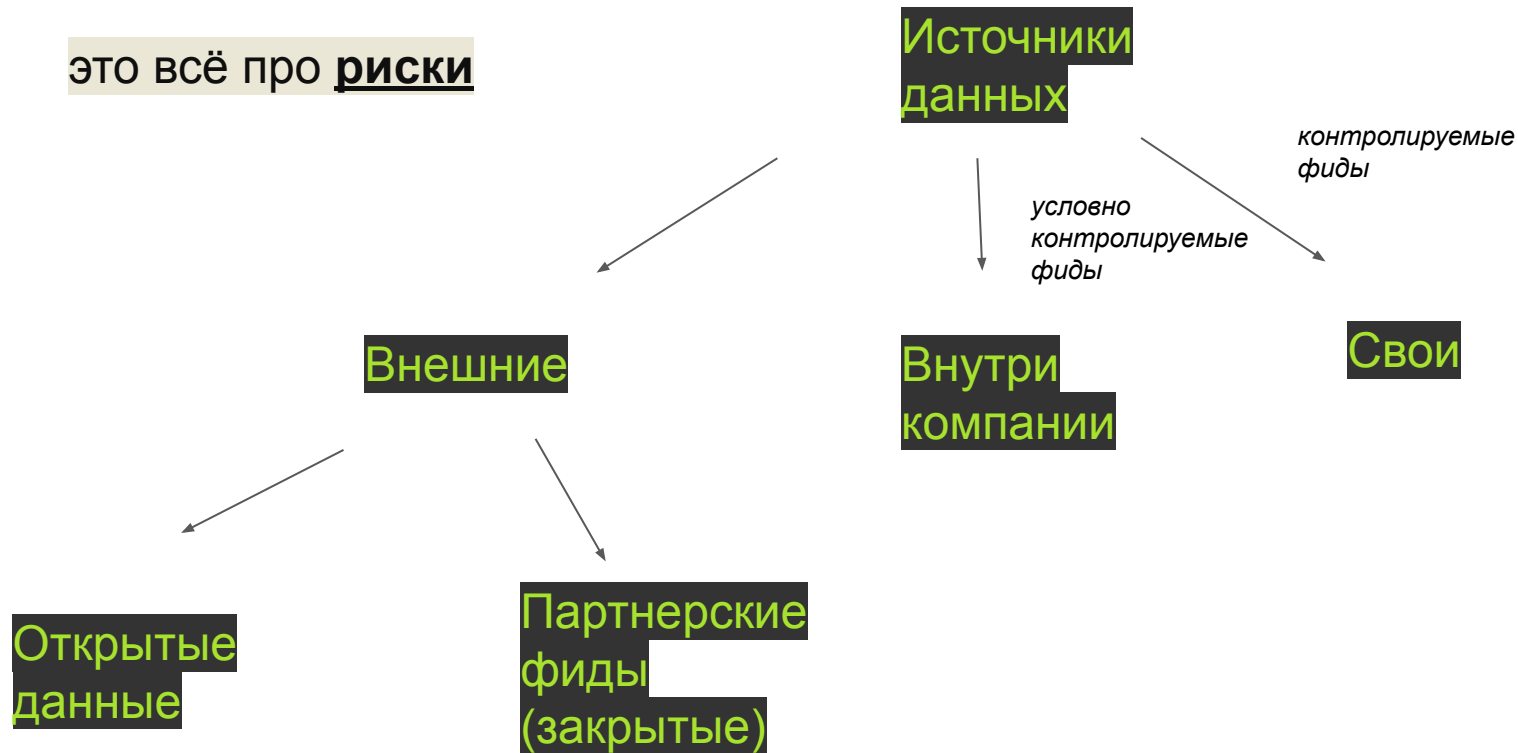 это всё про риски
Источники
данных
контролируемые
фиды
условно
контролируемые
фиды
Внешние
Внутри
компании
Свои
Открытые
данные
Партнерские
фиды
(закрытые)